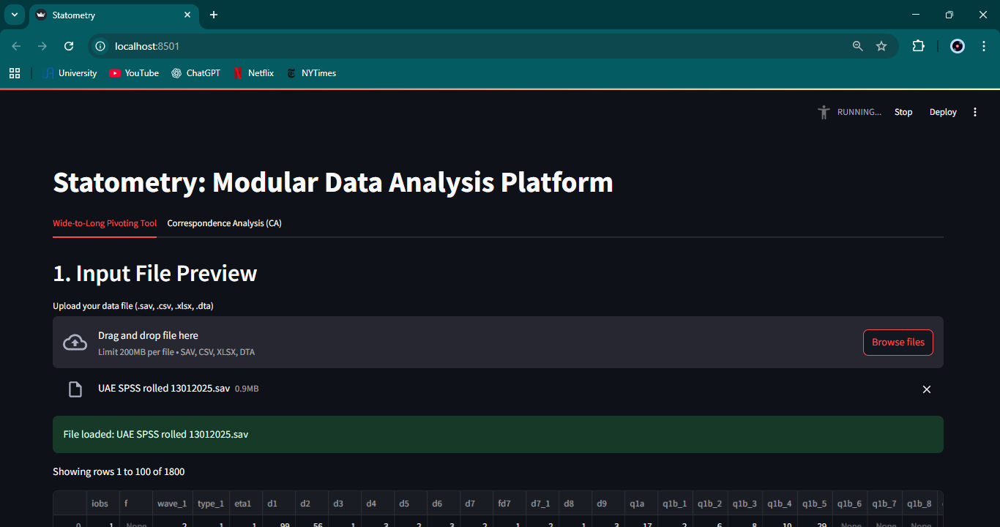 Statometry
localhost:8501
University YouTube ChatGPT Netflix NYTimes
RUNNING... Stop Deploy
Statometry: Modular Data Analysis Platform
Wide-to-Long Pivoting Tool Correspondence Analysis (CA)
1. Input File Preview
Upload your data file (.sav, .csv, .xlsx, .dta)
Drag and drop file here
Limit 200MB per file • SAV, CSV, XLSX, DTA
Browse files
UAE SPSS rolled 13012025.sav 0.9MB
File loaded: UAE SPSS rolled 13012025.sav
Showing rows 1 to 100 of 1800
iobs f wave_1 type_1 eta1 d1 d2 d3 d4 d5 d6 d7 fd7 d7_1 d8 d9 q1a q1b_1 q1b_2 q1b_3 q1b_4 q1b_5 q1b_6 q1b_7 q1b_8
0 1 None 2 1 1 99 56 1 3 2 3 2 1 2 1 3 17 2 6 8 10 29 None None None